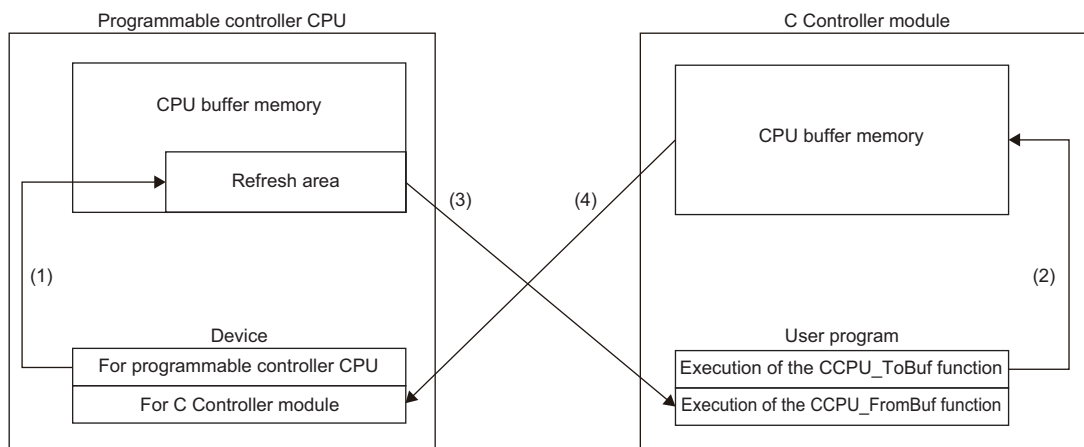 Programmable controller CPU
C Controller module
CPU buffer memory
CPU buffer memory
Refresh area
(3)
(4)
(1)
(2)
Device
User program
For programmable controller CPU
Execution of the CCPU_ToBuf function
For C Controller module
Execution of the CCPU_FromBuf function